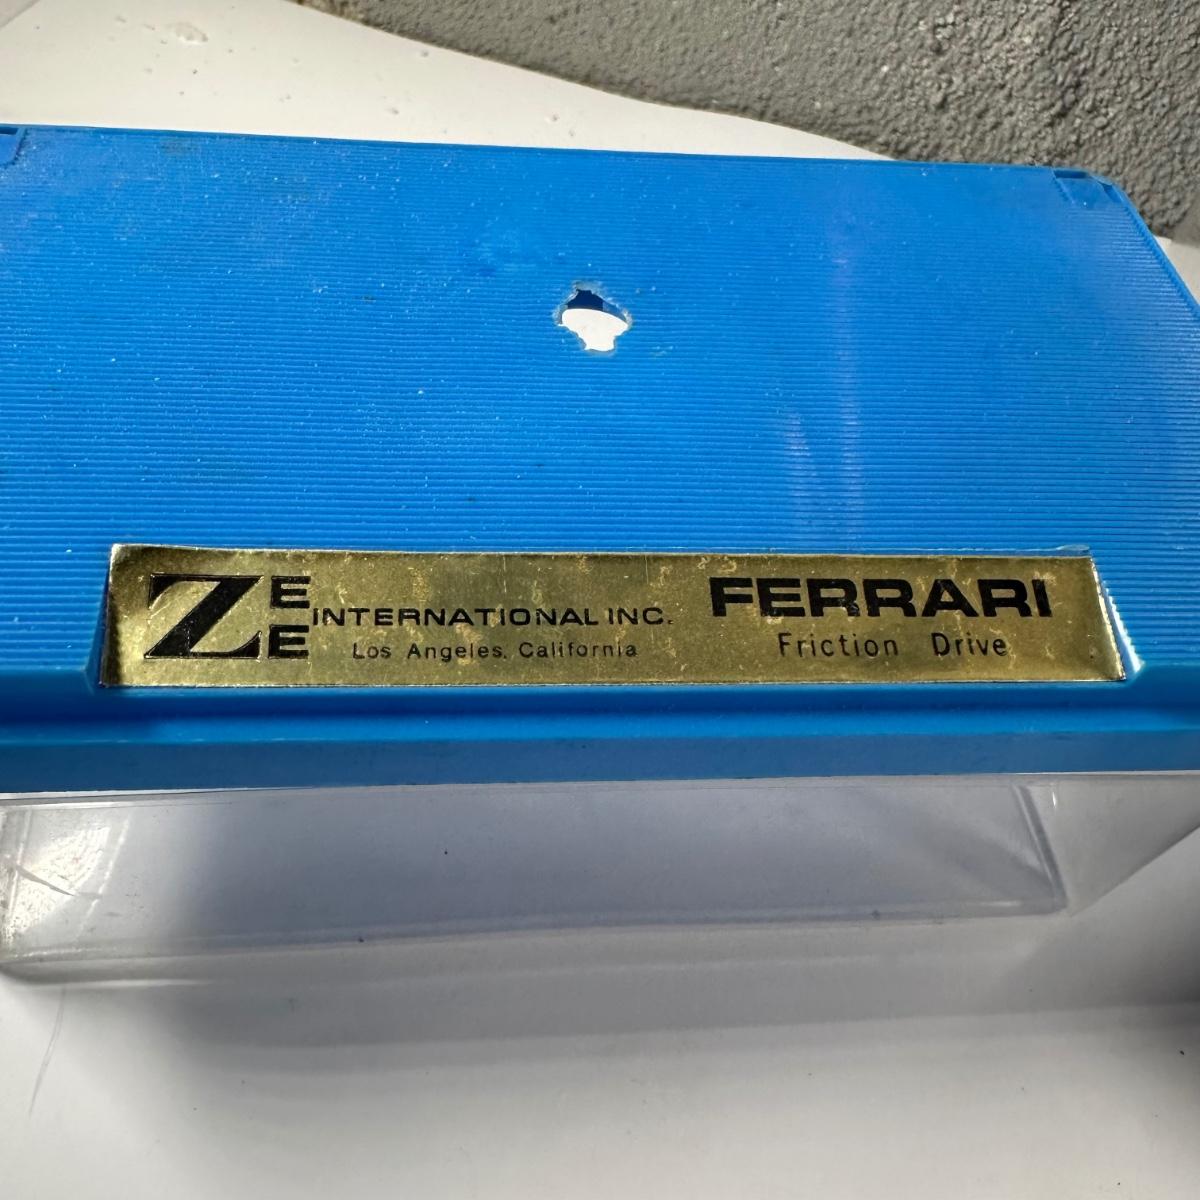 ZEE INTERNATIONAL INC.
Los Angeles, California
FERRARI
Friction Drive